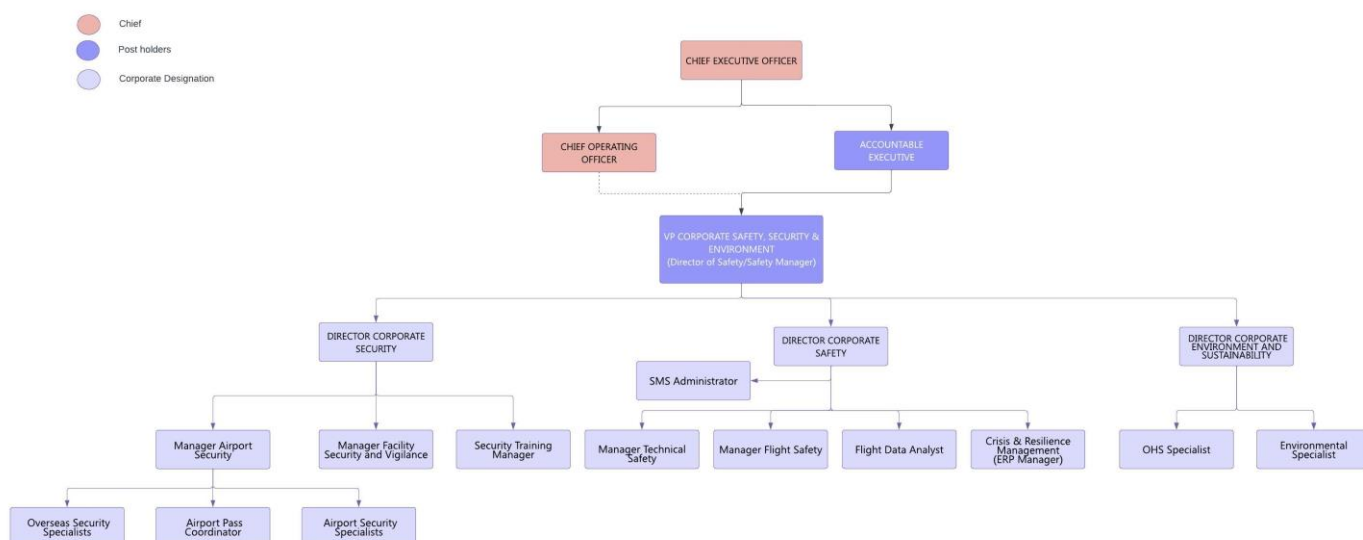 Chief
Post holders
Corporate Designation
CHIEF EXECUTIVE OFFICER
CHIEF OPERATING
OFFICER
ACCOUNTABLE
EXECUTIVE
VP CORPORATE SAFETY, SECURITY &
ENVIRONMENT
(Director of Safety/Safety Manager)
DIRECTOR CORPORATE
SECURITY
DIRECTOR CORPORATE
SAFETY
DIRECTOR CORPORATE
ENVIRONMENT AND
SUSTAINABILITY
SMS Administrator
Manager Airport
Security
Manager Facility
Security and Vigilance
Security Training
Manager
Manager Technical
Safety
Manager Flight Safety
Flight Data Analyst
Crisis & Resilience
Management
(ERP Manager)
OHS Specialist
Environmental
Specialist
Overseas Security
Specialists
Airport Pass
Coordinator
Airport Security
Specialists